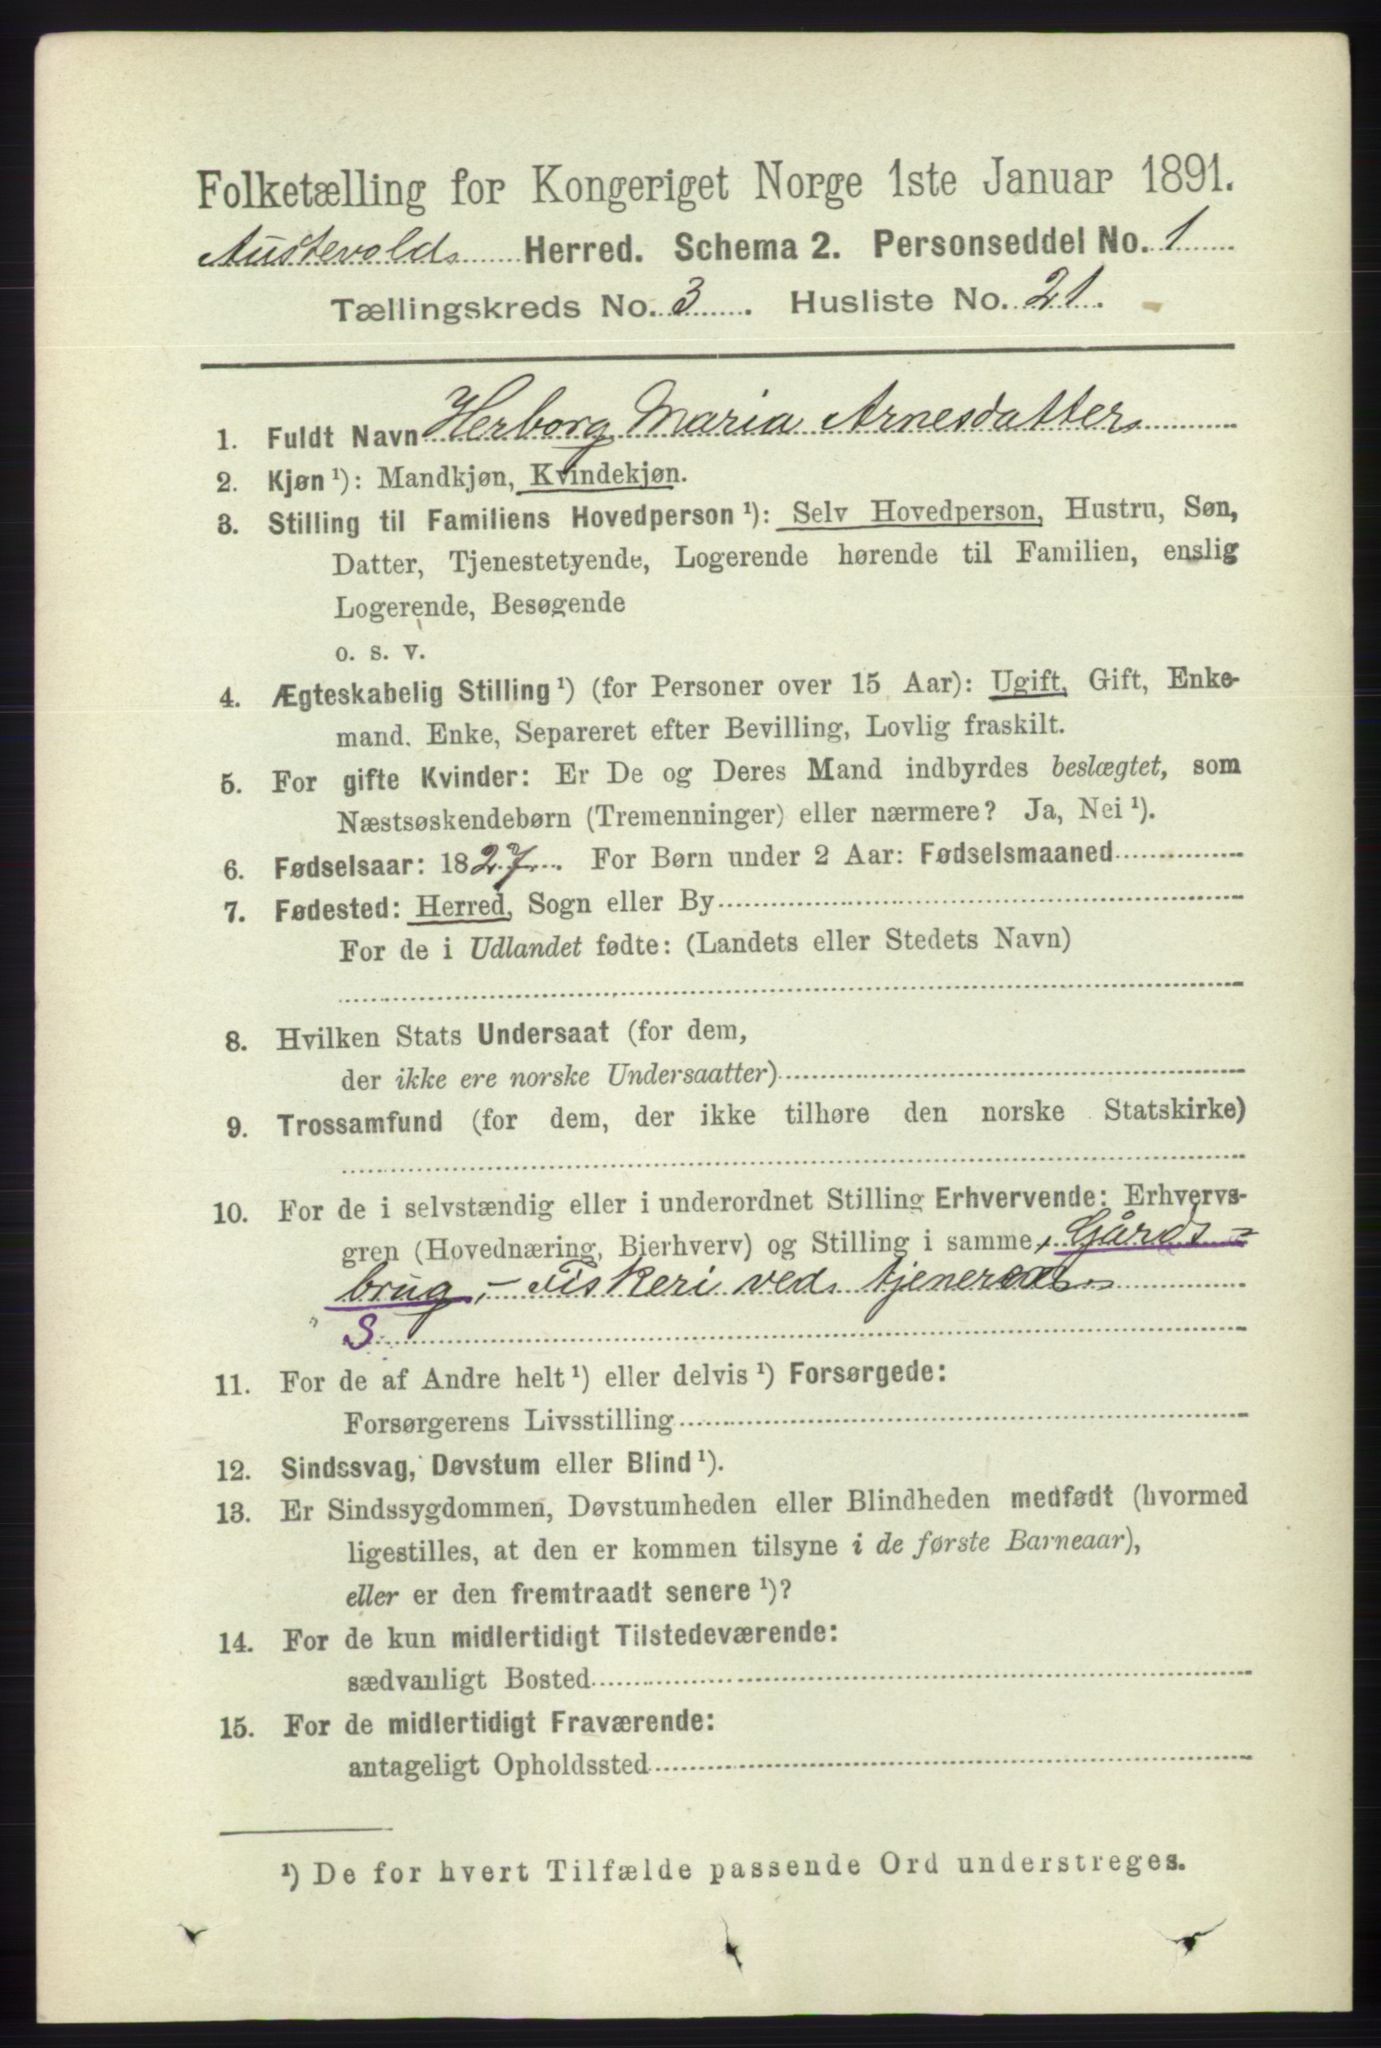 Folketælling for Kongeriget Norge 1ste Januar 1891.
Austevold Herred. Schema 2. Personseddel No. 1
Tællingskreds No. 3. Husliste No. 21.
1. Fuldt Navn Herborg Maria Arnesdatter
2. Kjøn ¹): Mandkjøn, Kvindekjøn.
3. Stilling til Familiens Hovedperson ¹): Selv Hovedperson, Hustru, Søn,
Datter, Tjenestetyende, Logerende hørende til Familien, enslig
Logerende, Besøgende
o. s. v.
4. Ægteskabelig Stilling ¹) (for Personer over 15 Aar): Ugift, Gift, Enke-
mand. Enke, Separeret efter Bevilling, Lovlig fraskilt.
5. For gifte Kvinder: Er De og Deres Mand indbyrdes beslægtet, som
Næstsøskendebørn (Tremenninger) eller nærmere? Ja, Nei ¹).
6. Fødselsaar: 1827. For Børn under 2 Aar: Fødselsmaaned
7. Fødested: Herred, Sogn eller By
For de i Udlandet fødte: (Landets eller Stedets Navn)
8. Hvilken Stats Undersaat (for dem,
der ikke ere norske Undersaatter)
9. Trossamfund (for dem, der ikke tilhøre den norske Statskirke)
10. For de i selvstændig eller i underordnet Stilling Erhvervende: Erhvervs-
gren (Hovednæring, Bierhverv) og Stilling i samme, Gårds-
brug, - Fiskeri ved
S
11. For de af Andre helt ¹) eller delvis ¹) Forsørgede:
Forsørgerens Livsstilling
12. Sindssvag, Døvstum eller Blind ¹).
13. Er Sindssygdommen, Døvstumheden eller Blindheden medfødt (hvormed
ligestilles, at den er kommen tilsyne i de første Barneaar),
eller er den fremtraadt senere ¹)?
14. For de kun midlertidigt Tilstedeværende:
sædvanligt Bosted
15. For de midlertidigt Fraværende:
antageligt Opholdssted
¹) De for hvert Tilfælde passende Ord understreges.